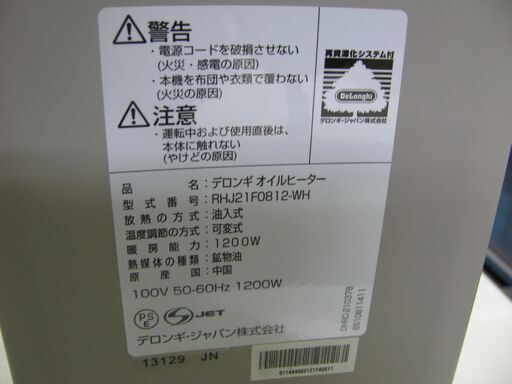 警告
・電源コードを破損させない
(火災・感電の原因)
・本機を布団や衣類で覆わない
(火災の原因)
注意
・運転中および使用直後は、
本体に触れない
(やけどの原因)
再資源化システム付
DeLonghi
デロンギ・ジャパン株式会社
品名:デロンギ オイルヒーター
型式番号:RHJ21F0812-WH
放熱の方式:油入式
温度調節の方式:可変式
暖房能力:1200W
熱媒体の種類:鉱物油
原産国:中国
100V 50-60Hz 1200W
PS
E
S JET
デロンギ・ジャパン株式会社
13129 JN
DHRC-210378
6510811411